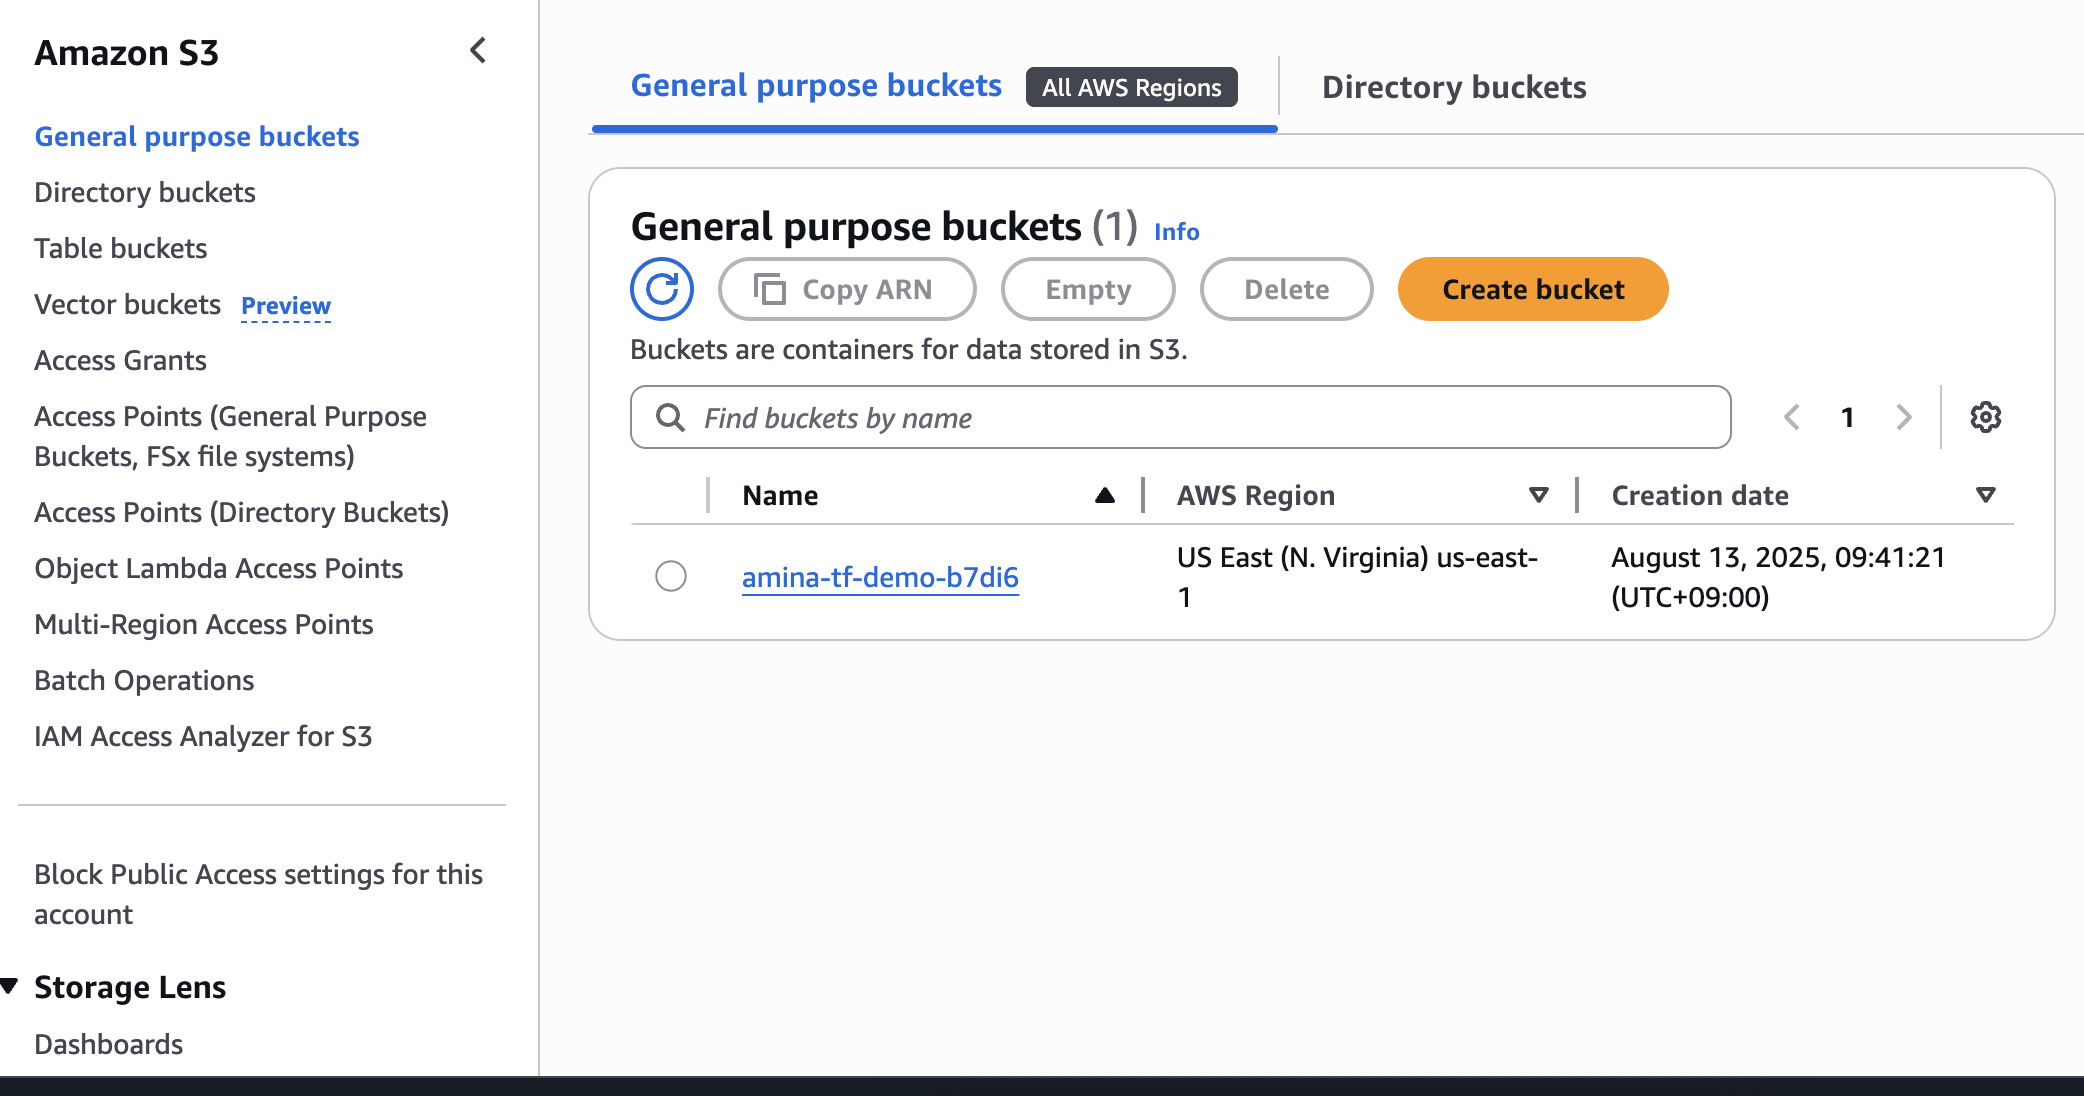 Amazon S3
General purpose buckets
Directory buckets
Table buckets
Vector buckets Preview
Access Grants
Access Points (General Purpose
Buckets, FSx file systems)
Access Points (Directory Buckets)
Object Lambda Access Points
Multi-Region Access Points
Batch Operations
IAM Access Analyzer for S3
Block Public Access settings for this
account
Storage Lens
Dashboards
General purpose buckets All AWS Regions Directory buckets
General purpose buckets (1) Info
Copy ARN Empty Delete Create bucket
Buckets are containers for data stored in S3.
Find buckets by name 1
Name AWS Region Creation date
amina-tf-demo-b7di6 US East (N. Virginia) us-east- August 13, 2025, 09:41:21
1 (UTC+09:00)